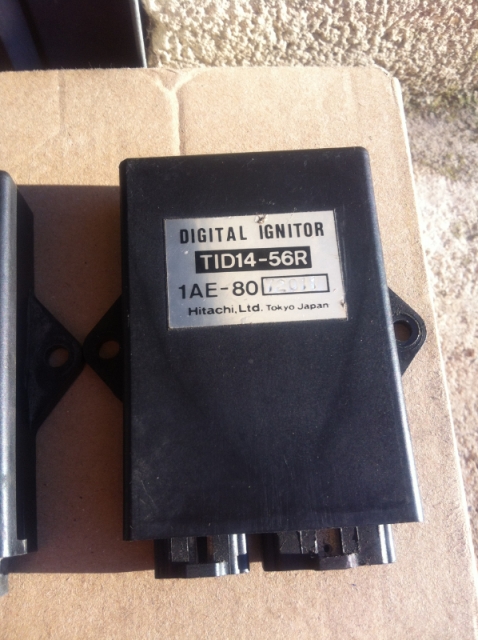 DIGITAL IGNITOR
TID14-56R
1AE-80
Hitachi, Ltd. Tokyo Japan